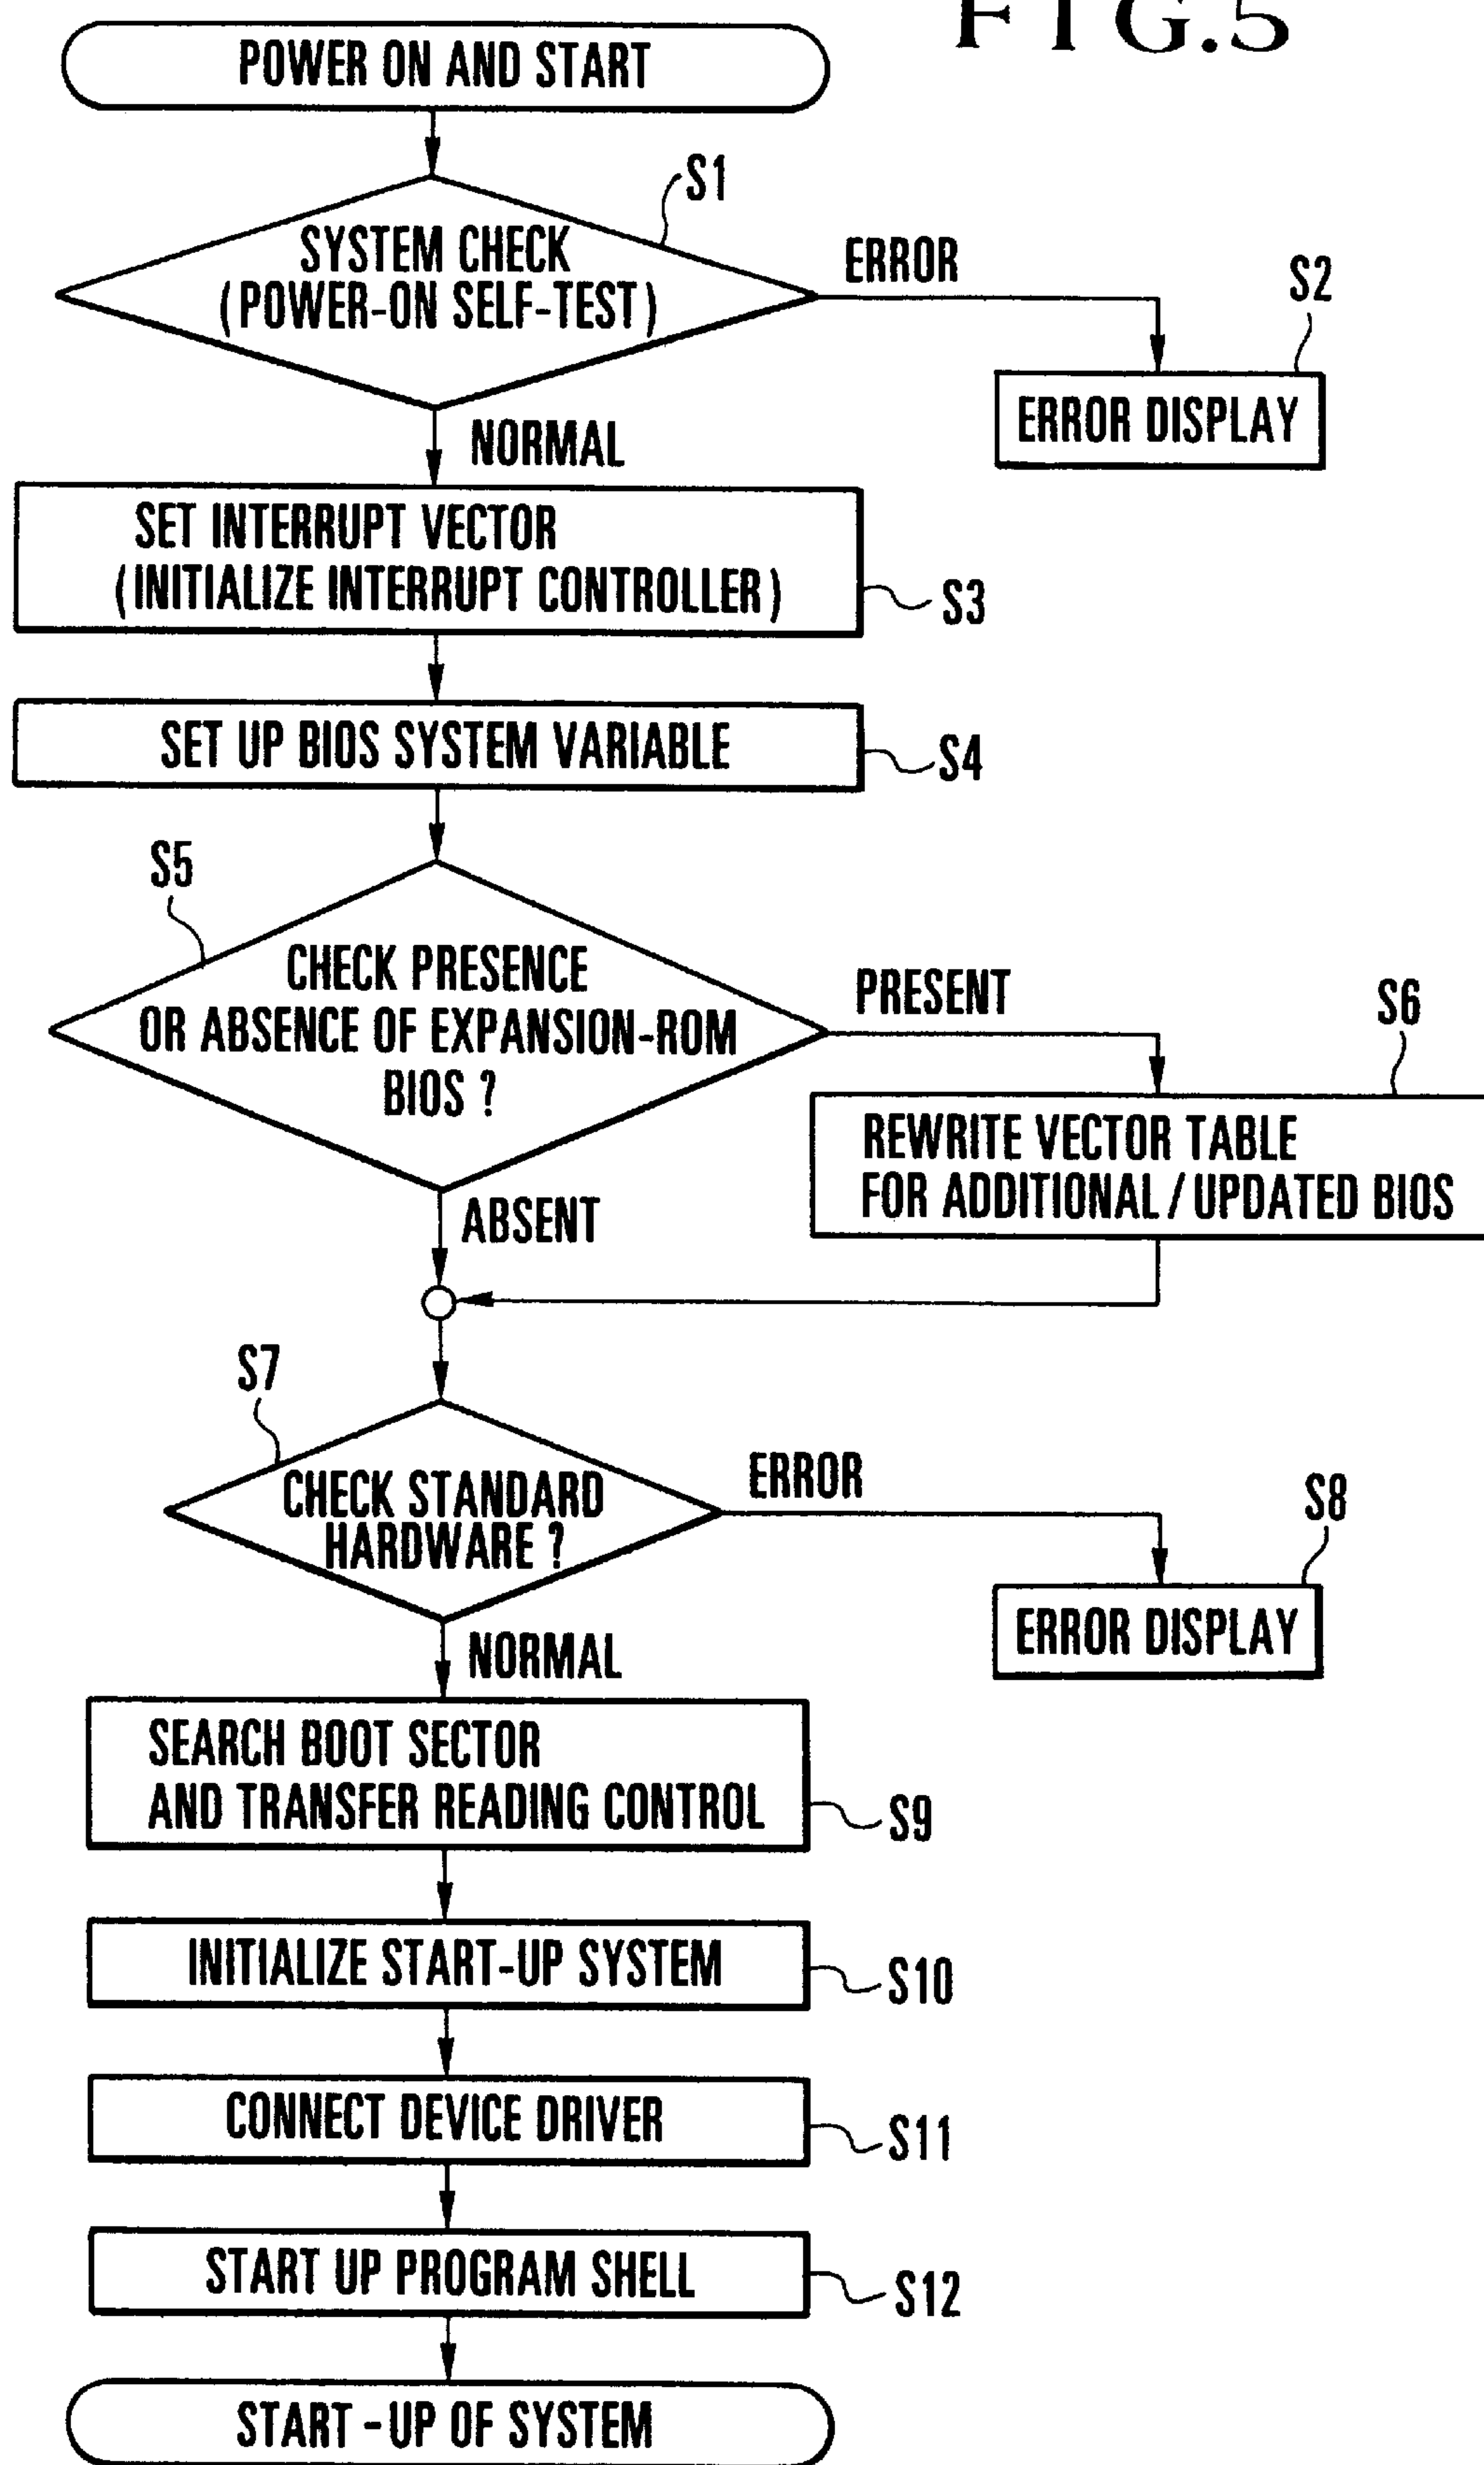 FIG.5
POWER ON AND START
S1
SYSTEM CHECK
(POWER-ON SELF-TEST)
ERROR
S2
ERROR DISPLAY
NORMAL
SET INTERRUPT VECTOR
(INITIALIZE INTERRUPT CONTROLLER)
S3
SET UP BIOS SYSTEM VARIABLE
S4
S5
CHECK PRESENCE
OR ABSENCE OF EXPANSION-ROM
BIOS ?
PRESENT
S6
REWRITE VECTOR TABLE
FOR ADDITIONAL / UPDATED BIOS
ABSENT
S7
CHECK STANDARD
HARDWARE ?
ERROR
S8
ERROR DISPLAY
NORMAL
SEARCH BOOT SECTOR
AND TRANSFER READING CONTROL
S9
INITIALIZE START-UP SYSTEM
S10
CONNECT DEVICE DRIVER
S11
START UP PROGRAM SHELL
S12
START-UP OF SYSTEM